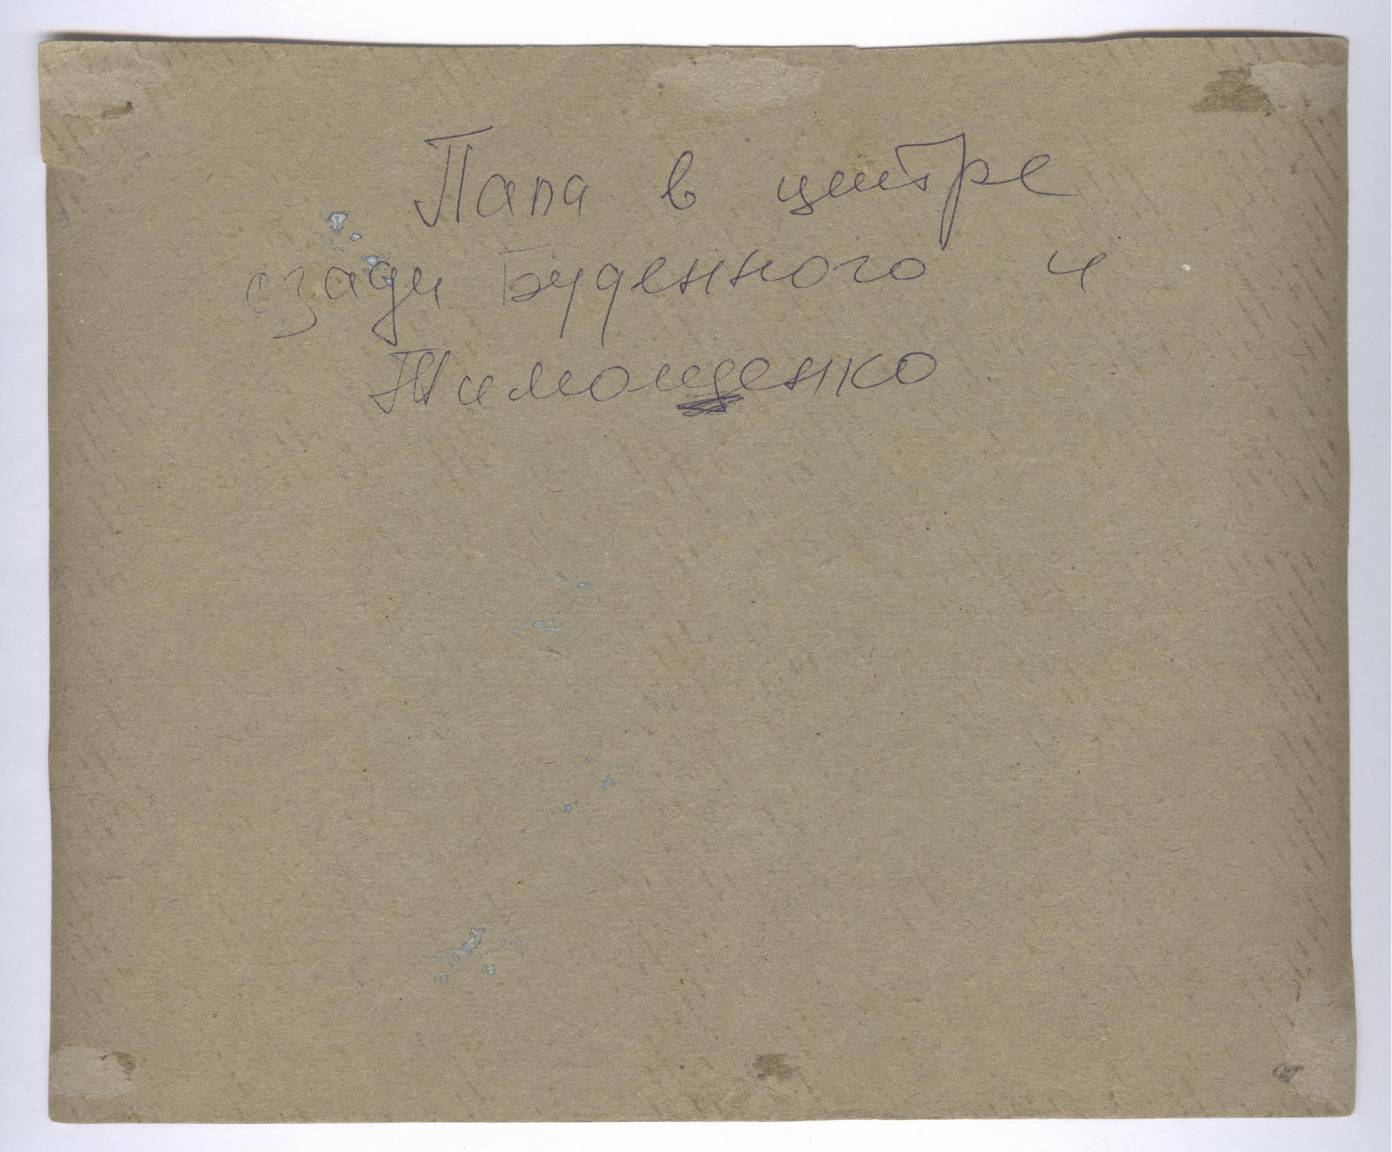 Папа в центре
сзади Буденного и
Тимошенко